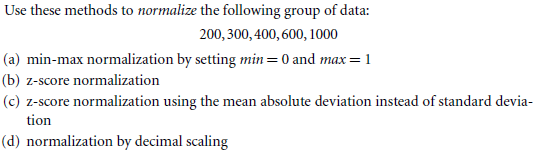 Use these methods to normalize the following group of data:
200, 300, 400, 600, 1000
(a) min-max normalization by setting min = 0 and max = 1
(b) z-score normalization
(c) z-score normalization using the mean absolute deviation instead of standard devia-
tion
(d) normalization by decimal scaling